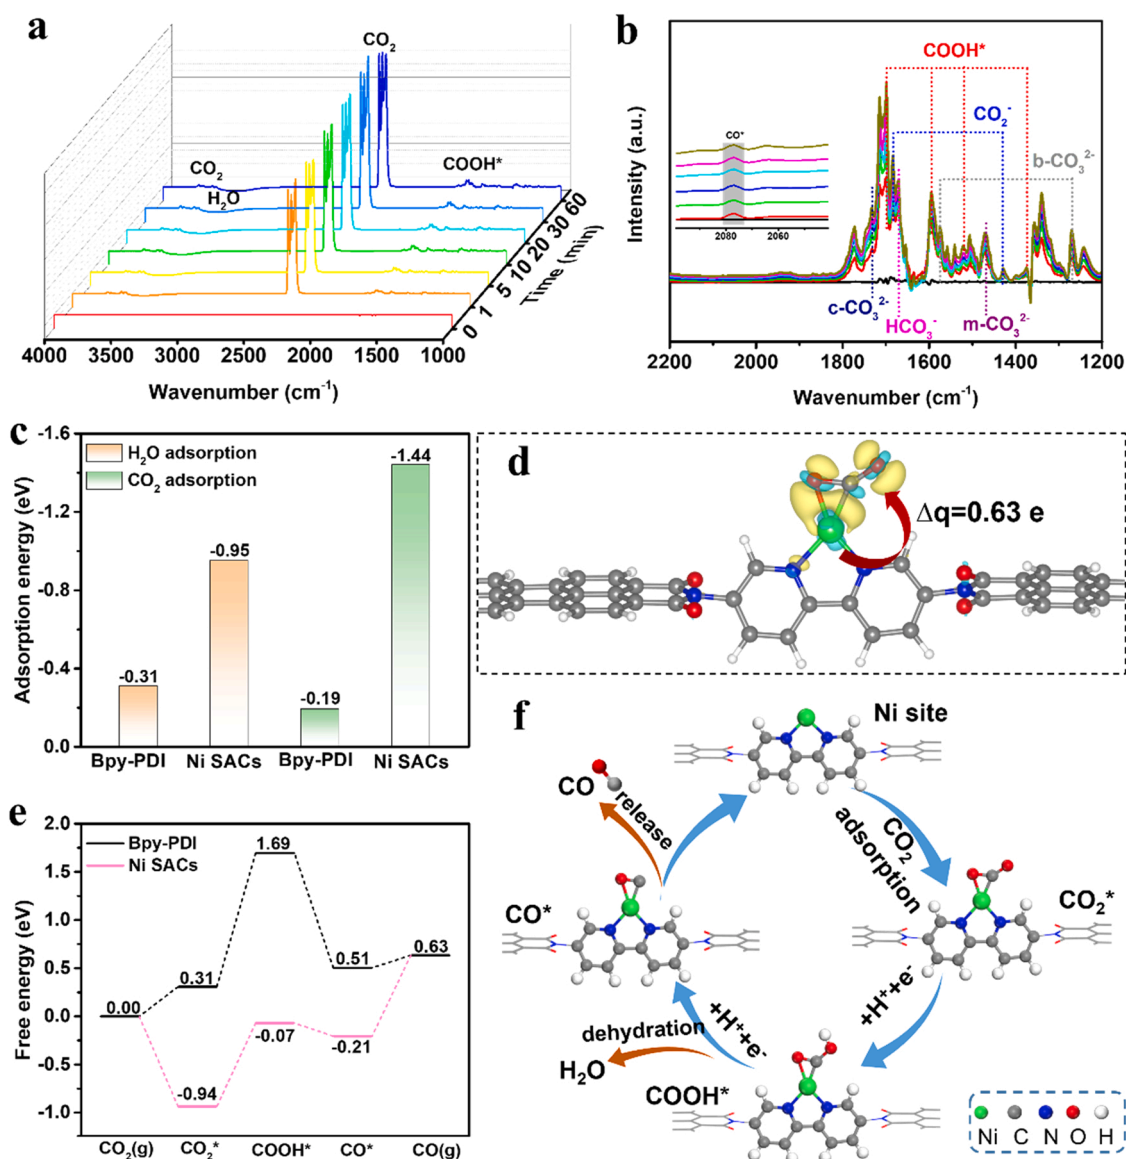 a
CO2
CO2
H2O
COOH*
0 1 5 10 20 30 60
Time (min)
4000 3500 3000 2500 2000 1500 1000
Wavenumber (cm-1)
b
COOH*
CO2-
b-CO32-
CO*
2080 2060
c-CO32-
HCO3-
m-CO32-
Intensity (a.u.)
2200 2000 1800 1600 1400 1200
Wavenumber (cm-1)
c
H2O adsorption
CO2 adsorption
Adsorption energy (eV)
-1.6
-1.2
-0.8
-0.4
0.0
-0.31
-0.95
-0.19
-1.44
Bpy-PDI Ni SACs Bpy-PDI Ni SACs
d
Δq=0.63 e
e
Bpy-PDI
Ni SACs
Free energy (eV)
2.0
1.5
1.0
0.5
0.0
-0.5
-1.0
0.00
0.31
1.69
0.51
0.63
-0.94
-0.07
-0.21
CO2(g) CO2* COOH* CO* CO(g)
f
Ni site
CO2
adsorption
CO2*
+H++e-
COOH*
+H++e-
dehydration
H2O
CO*
CO
release
Ni C N O H